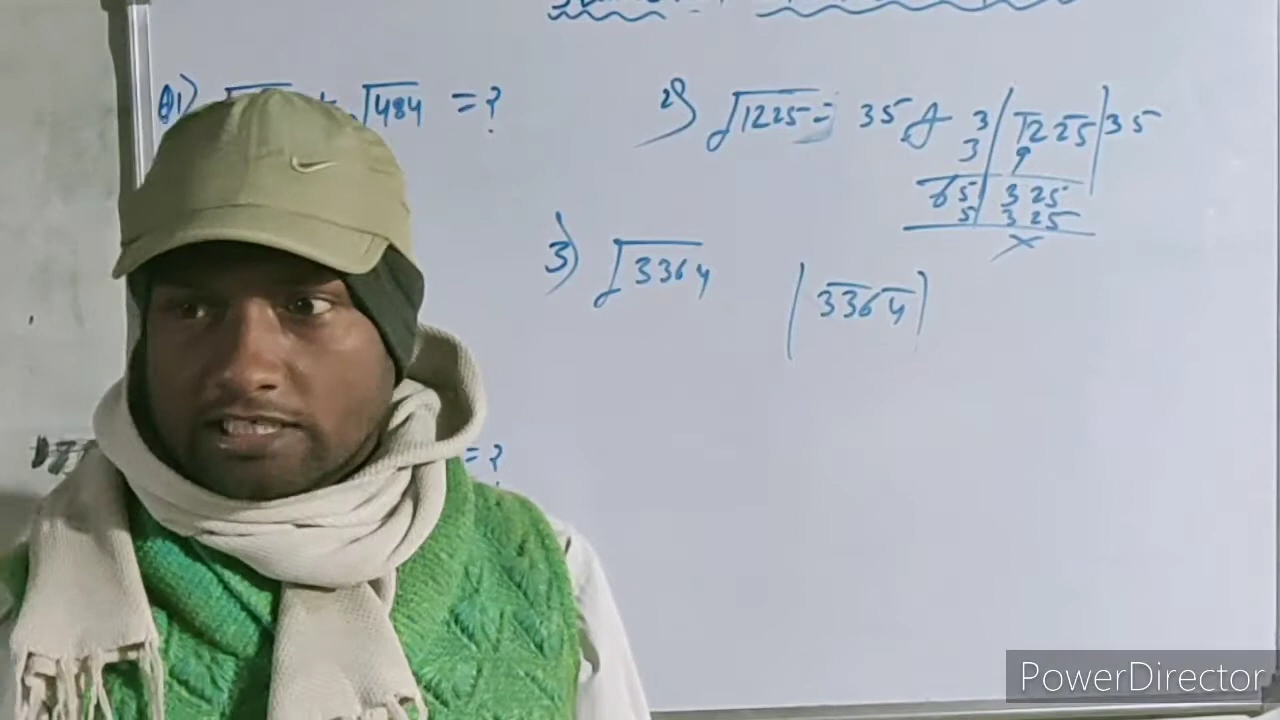 Q1) √ + √484 = ?
= ?
2) √1225 = 35
3 | 1225 | 35
3 | 9
65 | 325
5 | 325
×
3) √3364
| 3364 |
PowerDirector